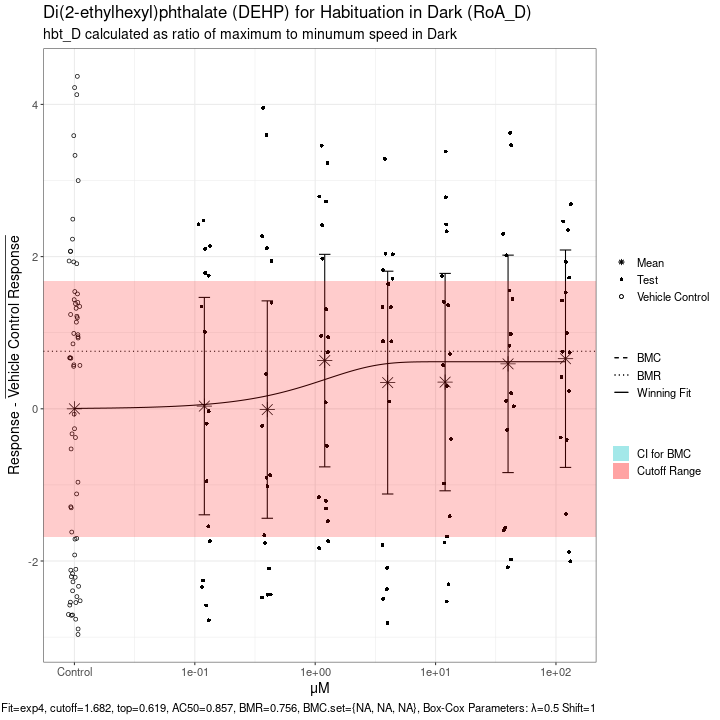 Di(2-ethylhexyl)phthalate (DEHP) for Habituation in Dark (RoA_D)
hbt_D calculated as ratio of maximum to minumum speed in Dark
Response - Vehicle Control Response
4
2
0
-2
Control
1e-01
1e+00
1e+01
1e+02
µM
Mean
Test
Vehicle Control
BMC
BMR
Winning Fit
CI for BMC
Cutoff Range
Fit=exp4, cutoff=1.682, top=0.619, AC50=0.857, BMR=0.756, BMC.set={NA, NA, NA}, Box-Cox Parameters: λ=0.5 Shift=1